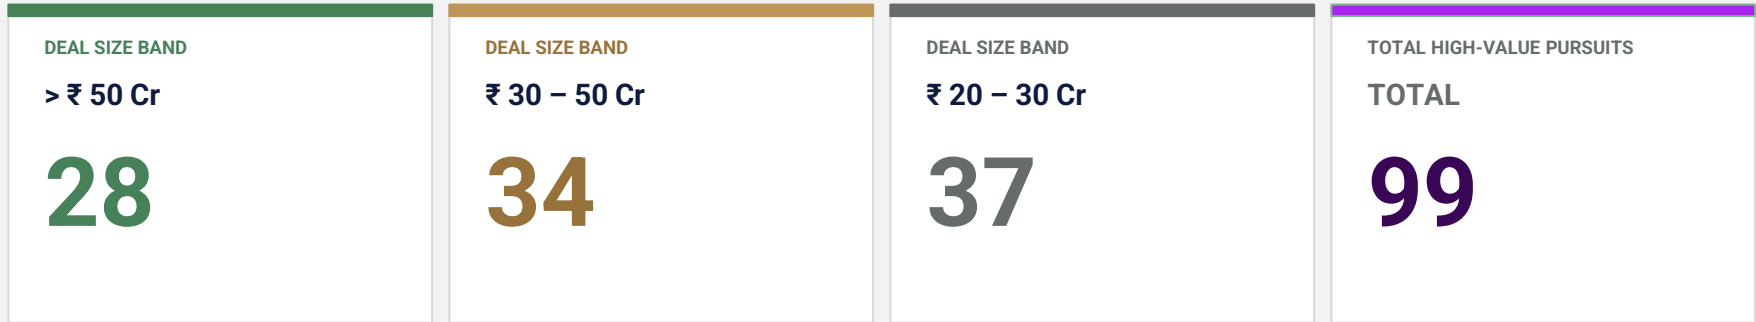 DEAL SIZE BAND
> ₹ 50 Cr
28
DEAL SIZE BAND
₹ 30 – 50 Cr
34
DEAL SIZE BAND
₹ 20 – 30 Cr
37
TOTAL HIGH-VALUE PURSUITS
TOTAL
99